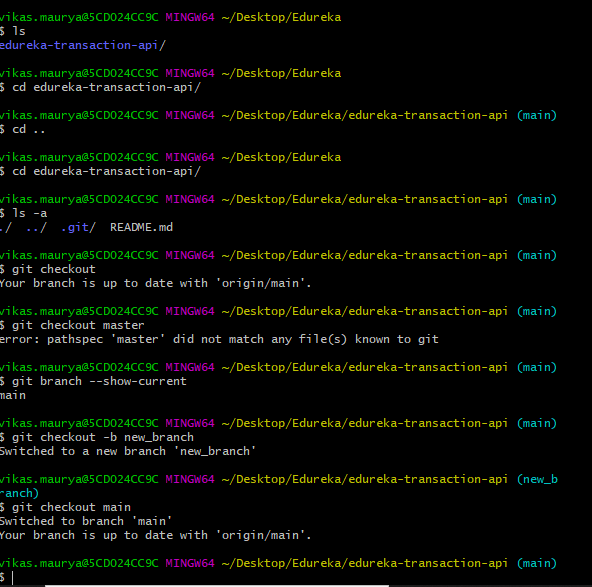 vikas.maurya@5CD024CC9C MINGW64 ~/Desktop/Edureka
$ ls
edureka-transaction-api/
vikas.maurya@5CD024CC9C MINGW64 ~/Desktop/Edureka
$ cd edureka-transaction-api/
vikas.maurya@5CD024CC9C MINGW64 ~/Desktop/Edureka/edureka-transaction-api (main)
$ cd ..
vikas.maurya@5CD024CC9C MINGW64 ~/Desktop/Edureka
$ cd edureka-transaction-api/
vikas.maurya@5CD024CC9C MINGW64 ~/Desktop/Edureka/edureka-transaction-api (main)
$ ls -a
./  ../  .git/  README.md
vikas.maurya@5CD024CC9C MINGW64 ~/Desktop/Edureka/edureka-transaction-api (main)
$ git checkout
Your branch is up to date with 'origin/main'.
vikas.maurya@5CD024CC9C MINGW64 ~/Desktop/Edureka/edureka-transaction-api (main)
$ git checkout master
error: pathspec 'master' did not match any file(s) known to git
vikas.maurya@5CD024CC9C MINGW64 ~/Desktop/Edureka/edureka-transaction-api (main)
$ git branch --show-current
main
vikas.maurya@5CD024CC9C MINGW64 ~/Desktop/Edureka/edureka-transaction-api (main)
$ git checkout -b new_branch
Switched to a new branch 'new_branch'
vikas.maurya@5CD024CC9C MINGW64 ~/Desktop/Edureka/edureka-transaction-api (new_b
ranch)
$ git checkout main
Switched to branch 'main'
Your branch is up to date with 'origin/main'.
vikas.maurya@5CD024CC9C MINGW64 ~/Desktop/Edureka/edureka-transaction-api (main)
$